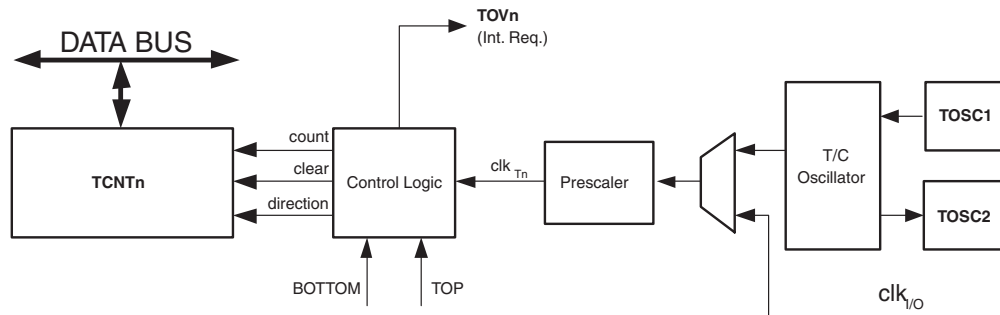 DATA BUS
TOVn
(Int. Req.)
TCNTn
count
clear
direction
Control Logic
clk Tn
Prescaler
T/C
Oscillator
TOSC1
TOSC2
BOTTOM
TOP
clk I/O